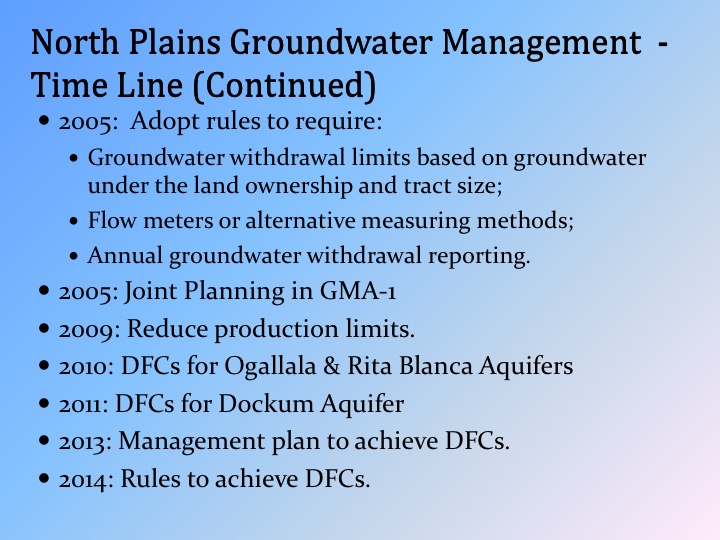 North Plains Groundwater Management -
Time Line (Continued)
• 2005: Adopt rules to require:
• Groundwater withdrawal limits based on groundwater
under the land ownership and tract size;
• Flow meters or alternative measuring methods;
• Annual groundwater withdrawal reporting.
• 2005: Joint Planning in GMA-1
• 2009: Reduce production limits.
• 2010: DFCs for Ogallala & Rita Blanca Aquifers
• 2011: DFCs for Dockum Aquifer
• 2013: Management plan to achieve DFCs.
• 2014: Rules to achieve DFCs.